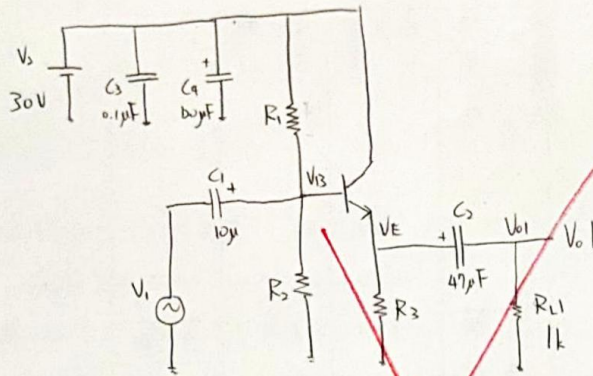 Vs
30V
C3
0.1μF
C4
100μF
R1
C1
10μ
VB
VE
C2
47μF
Vo1
Vo1
V1
R2
R3
RL1
1k